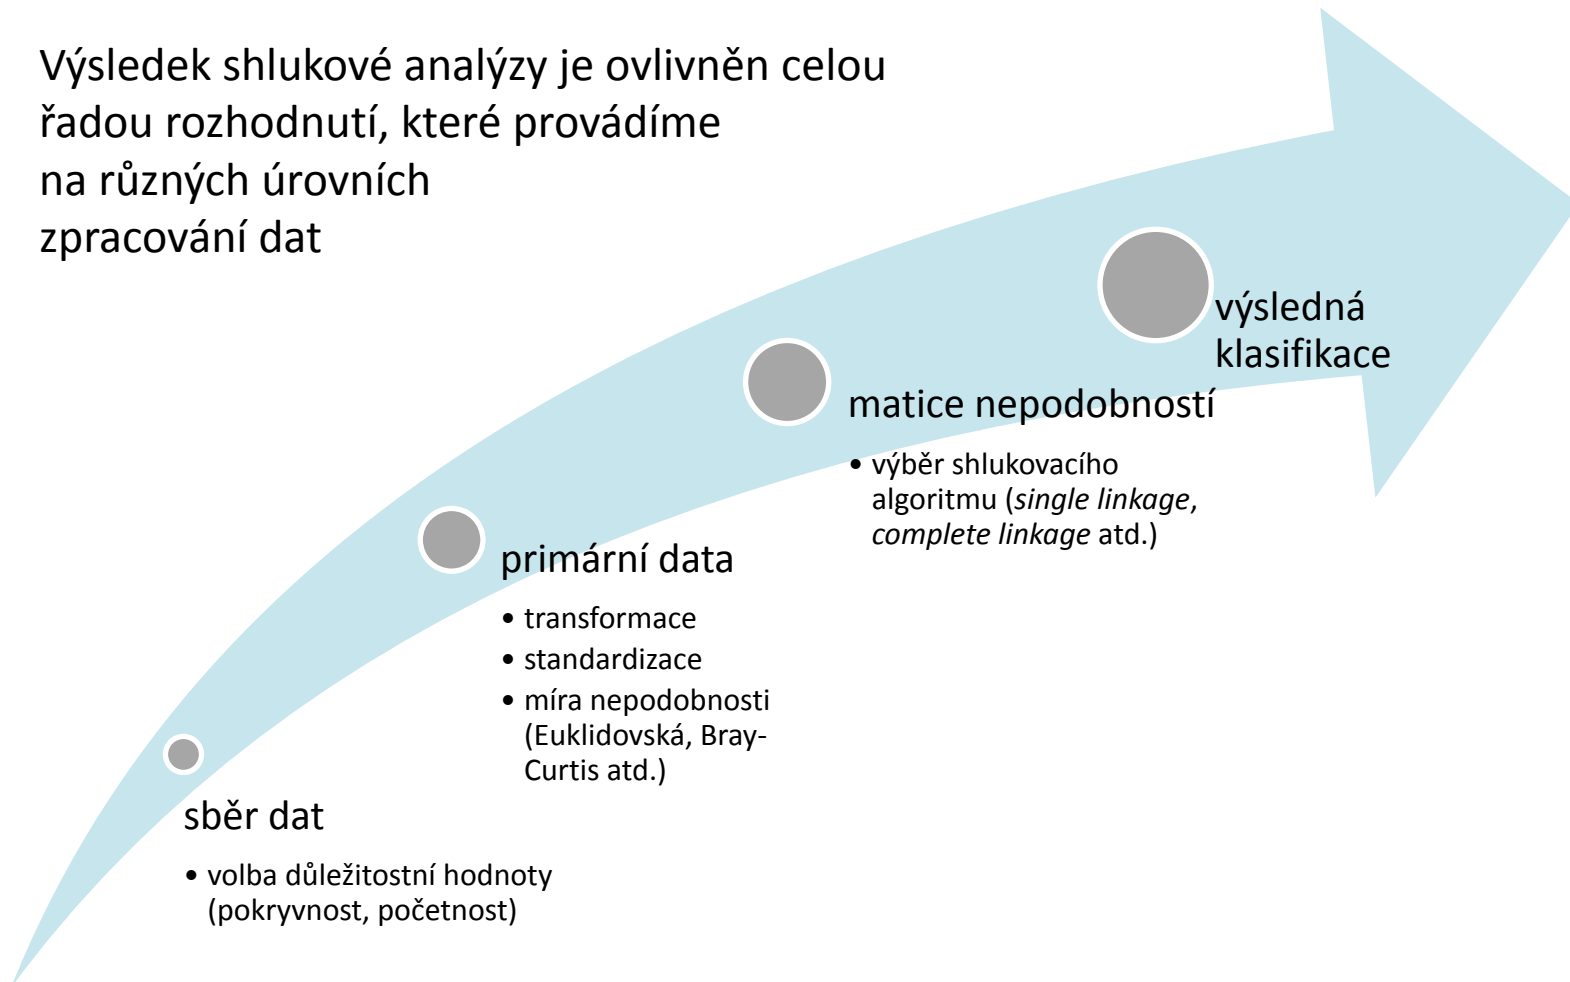 Výsledek shlukové analýzy je ovlivněn celou
řadou rozhodnutí, které provádíme
na různých úrovních
zpracování dat
výsledná
klasifikace
matice nepodobností
• výběr shlukovacího
algoritmu (single linkage,
complete linkage atd.)
primární data
• transformace
• standardizace
• míra nepodobnosti
(Euklidovská, Bray-
Curtis atd.)
sběr dat
• volba důležitostní hodnoty
(pokryvnost, početnost)